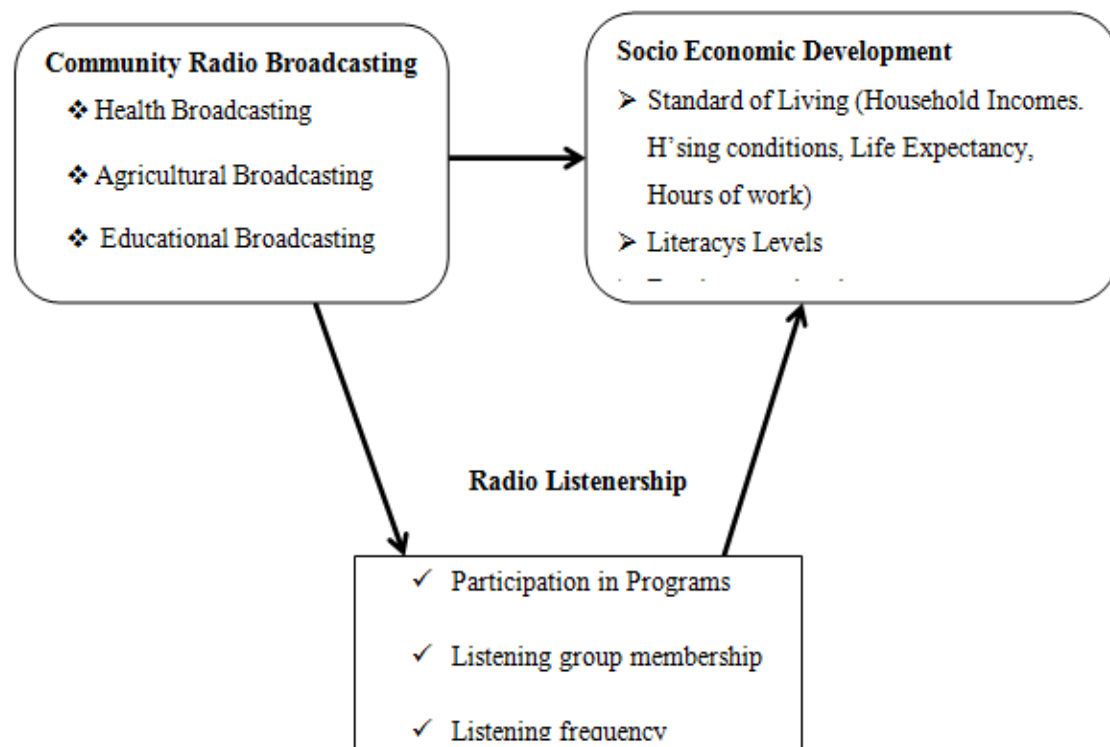 Community Radio Broadcasting
❖ Health Broadcasting
❖ Agricultural Broadcasting
❖ Educational Broadcasting
Socio Economic Development
➢ Standard of Living (Household Incomes.
H’sing conditions, Life Expectancy,
Hours of work)
➢ Literacys Levels
Radio Listenership
✓ Participation in Programs
✓ Listening group membership
✓ Listening frequency